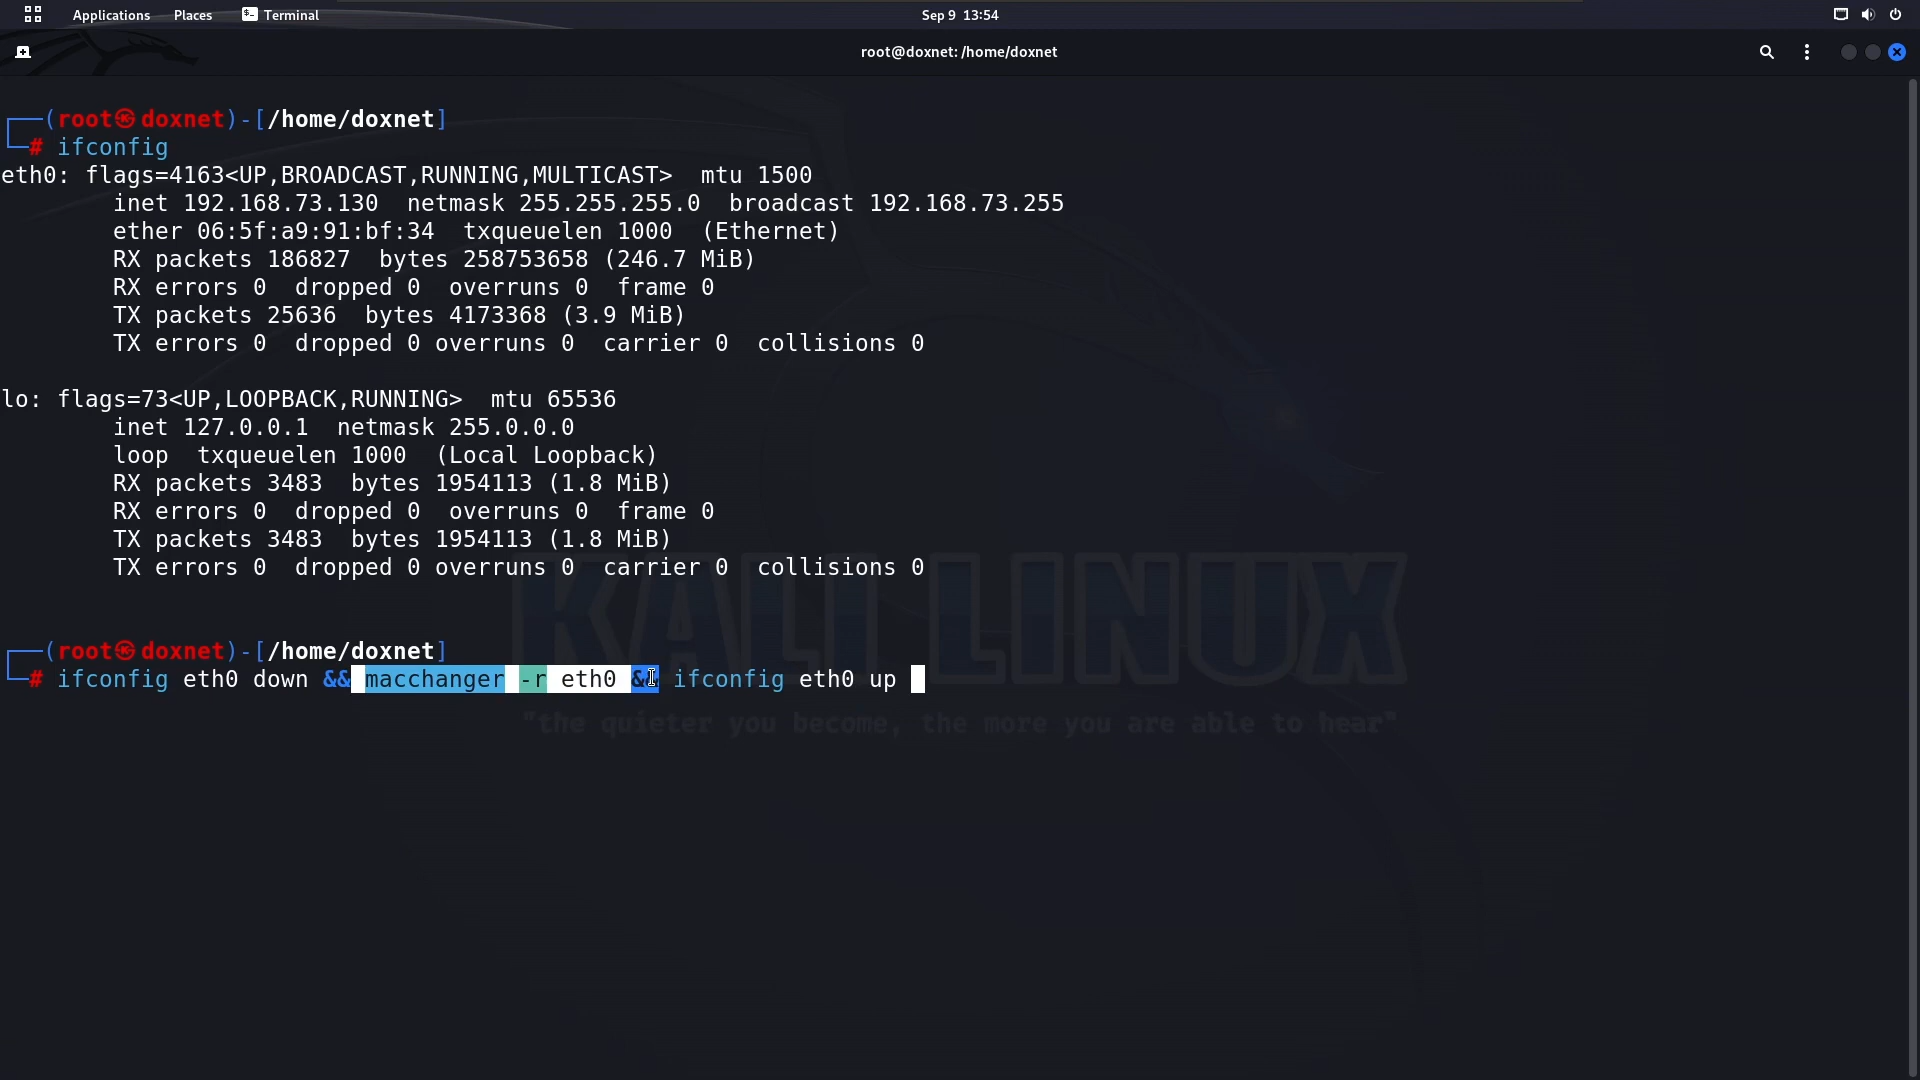 Applications Places Terminal Sep 9 13:54
root@doxnet: /home/doxnet
(root㉿doxnet)-[/home/doxnet]
# ifconfig
eth0: flags=4163<UP,BROADCAST,RUNNING,MULTICAST>  mtu 1500
inet 192.168.73.130  netmask 255.255.255.0  broadcast 192.168.73.255
ether 06:5f:a9:91:bf:34  txqueuelen 1000  (Ethernet)
RX packets 186827  bytes 258753658 (246.7 MiB)
RX errors 0  dropped 0  overruns 0  frame 0
TX packets 25636  bytes 4173368 (3.9 MiB)
TX errors 0  dropped 0 overruns 0  carrier 0  collisions 0
lo: flags=73<UP,LOOPBACK,RUNNING>  mtu 65536
inet 127.0.0.1  netmask 255.0.0.0
loop  txqueuelen 1000  (Local Loopback)
RX packets 3483  bytes 1954113 (1.8 MiB)
RX errors 0  dropped 0  overruns 0  frame 0
TX packets 3483  bytes 1954113 (1.8 MiB)
TX errors 0  dropped 0 overruns 0  carrier 0  collisions 0
KALI LINUX
(root㉿doxnet)-[/home/doxnet]
# ifconfig eth0 down && macchanger -r eth0 && ifconfig eth0 up
"the quieter you become, the more you are able to hear"